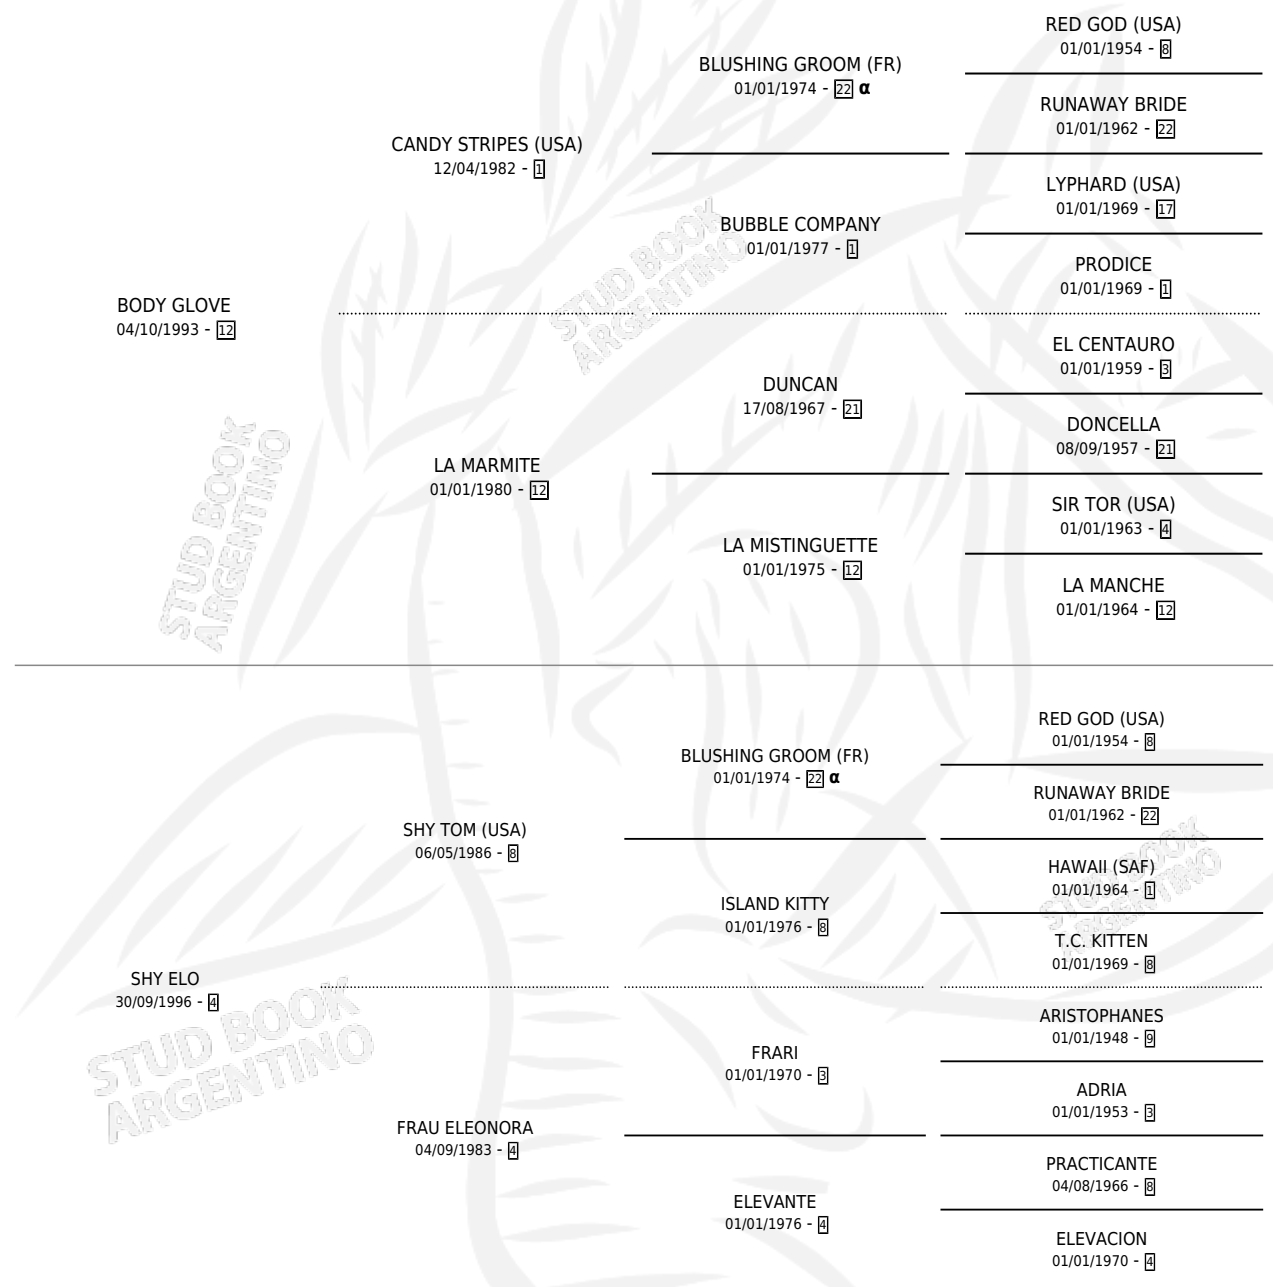 RED GOD (USA)
01/01/1954 - 8
BLUSHING GROOM (FR)
01/01/1974 - 22 α
RUNAWAY BRIDE
01/01/1962 - 22
CANDY STRIPES (USA)
12/04/1982 - 1
LYPHARD (USA)
01/01/1969 - 17
BUBBLE COMPANY
01/01/1977 - 1
PRODICE
01/01/1969 - 1
BODY GLOVE
04/10/1993 - 12
EL CENTAURO
01/01/1959 - 3
DUNCAN
17/08/1967 - 21
DONCELLA
08/09/1957 - 21
LA MARMITE
01/01/1980 - 12
SIR TOR (USA)
01/01/1963 - 4
LA MISTINGUETTE
01/01/1975 - 12
LA MANCHE
01/01/1964 - 12
STUD BOOK
ARGENTINO
STUD BOOK
ARGENTINO
RED GOD (USA)
01/01/1954 - 8
BLUSHING GROOM (FR)
01/01/1974 - 22 α
RUNAWAY BRIDE
01/01/1962 - 22
SHY TOM (USA)
06/05/1986 - 8
HAWAII (SAF)
01/01/1964 - 1
ISLAND KITTY
01/01/1976 - 8
T.C. KITTEN
01/01/1969 - 8
SHY ELO
30/09/1996 - 4
ARISTOPHANES
01/01/1948 - 9
FRARI
01/01/1970 - 3
ADRIA
01/01/1953 - 3
FRAU ELEONORA
04/09/1983 - 4
PRACTICANTE
04/08/1966 - 8
ELEVANTE
01/01/1976 - 4
ELEVACION
01/01/1970 - 4
STUD BOOK
ARGENTINO
STUD BOOK
ARGENTINO